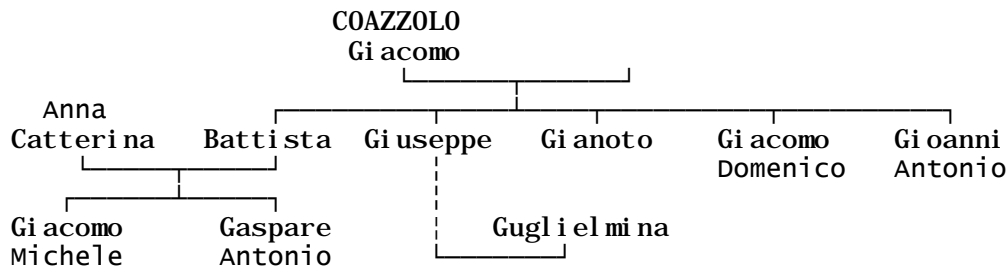 COAZZOLO
Giacomo
Anna
Catterina Battista Giuseppe Gianoto Giacomo Gioanni
Domenico Antonio
Giacomo Gaspare Guglielmina
Michele Antonio